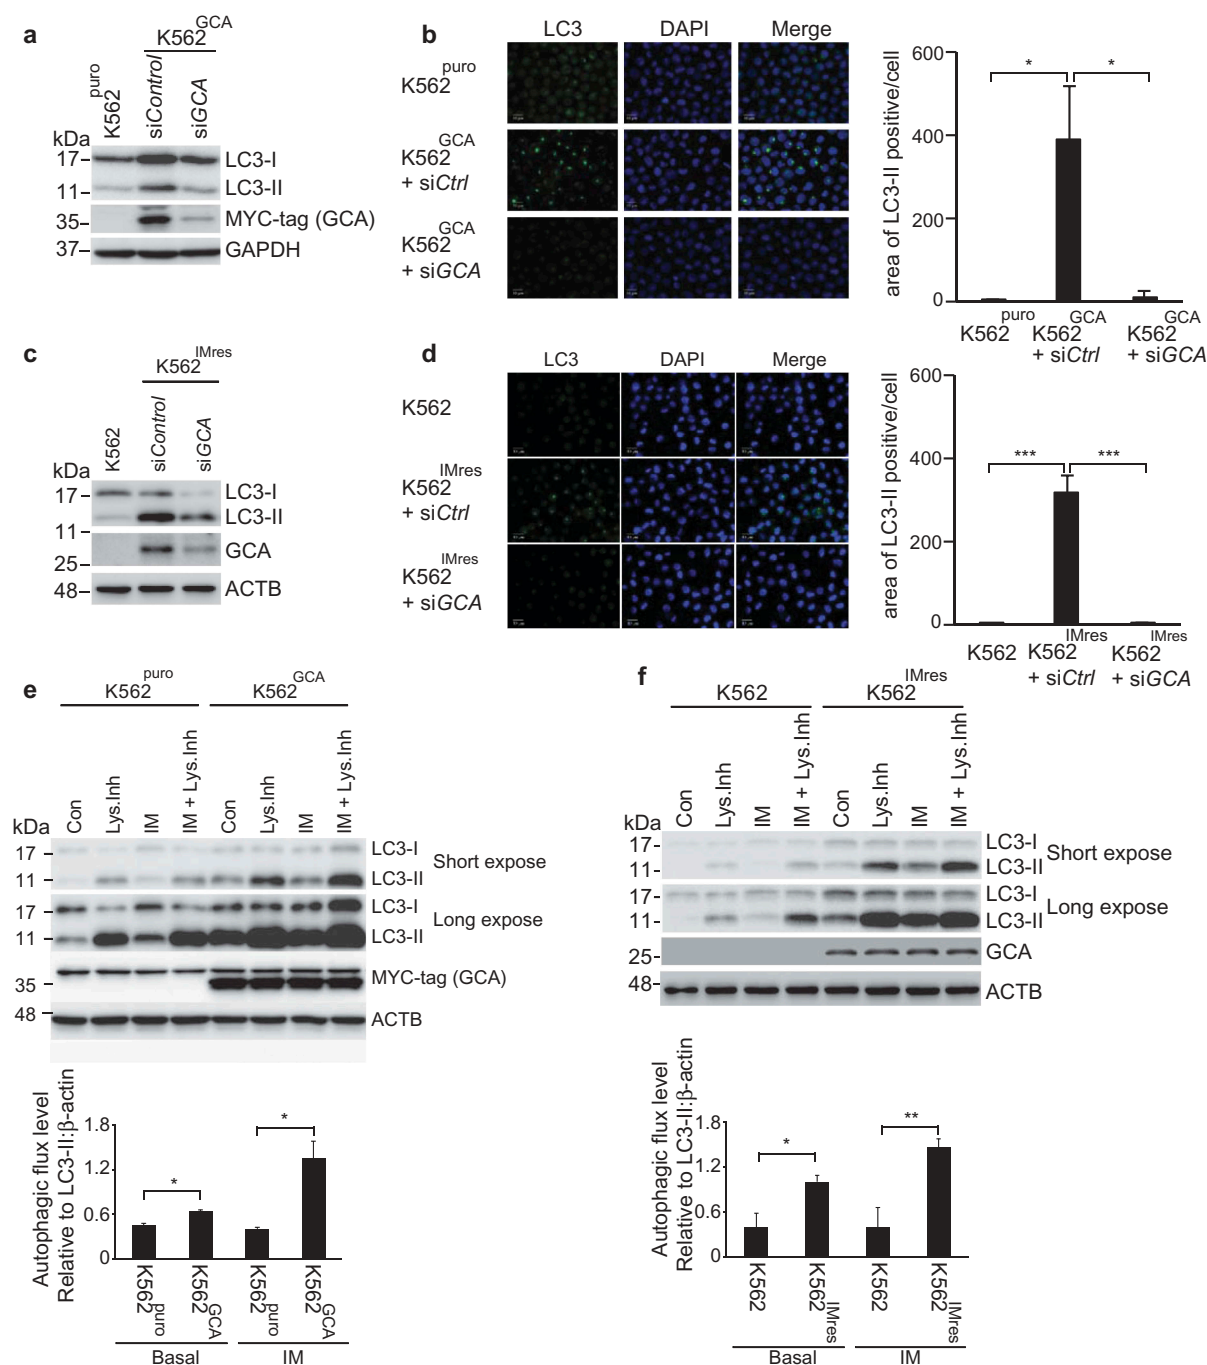 a
K562GCA
K562puro
siControl
siGCA
kDa
17
LC3-I
11
LC3-II
35
MYC-tag (GCA)
37
GAPDH
b
LC3 DAPI Merge
K562puro
K562GCA
+ siCtrl
K562GCA
+ siGCA
area of LC3-II positive/cell
600
400
200
0
* *
K562puro K562GCA + siCtrl K562GCA + siGCA
c
K562IMres
K562
siControl
siGCA
kDa
17
LC3-I
LC3-II
11
GCA
25
48
ACTB
d
LC3 DAPI Merge
K562
K562IMres
+ siCtrl
K562IMres
+ siGCA
area of LC3-II positive/cell
600
400
200
0
*** ***
K562 K562IMres + siCtrl K562IMres + siGCA
e
K562puro K562GCA
Con
Lys.Inh
IM
IM + Lys.Inh
Con
Lys.Inh
IM
IM + Lys.Inh
kDa
17
LC3-I
Short expose
11
LC3-II
17
LC3-I
Long expose
11
LC3-II
MYC-tag (GCA)
35
48
ACTB
Autophagic flux level
Relative to LC3-II:β-actin
1.8
1.2
0.6
0
* *
K562puro
K562GCA
K562puro
K562GCA
Basal IM
f
K562 K562IMres
Con
Lys.Inh
IM
IM + Lys.Inh
Con
Lys.Inh
IM
IM + Lys.Inh
kDa
17
LC3-I
Short expose
11
LC3-II
17
LC3-I
Long expose
11
LC3-II
25
GCA
48
ACTB
Autophagic flux level
Relative to LC3-II:β-actin
1.8
1.2
0.6
0
* **
K562
K562IMres
K562
K562IMres
Basal IM